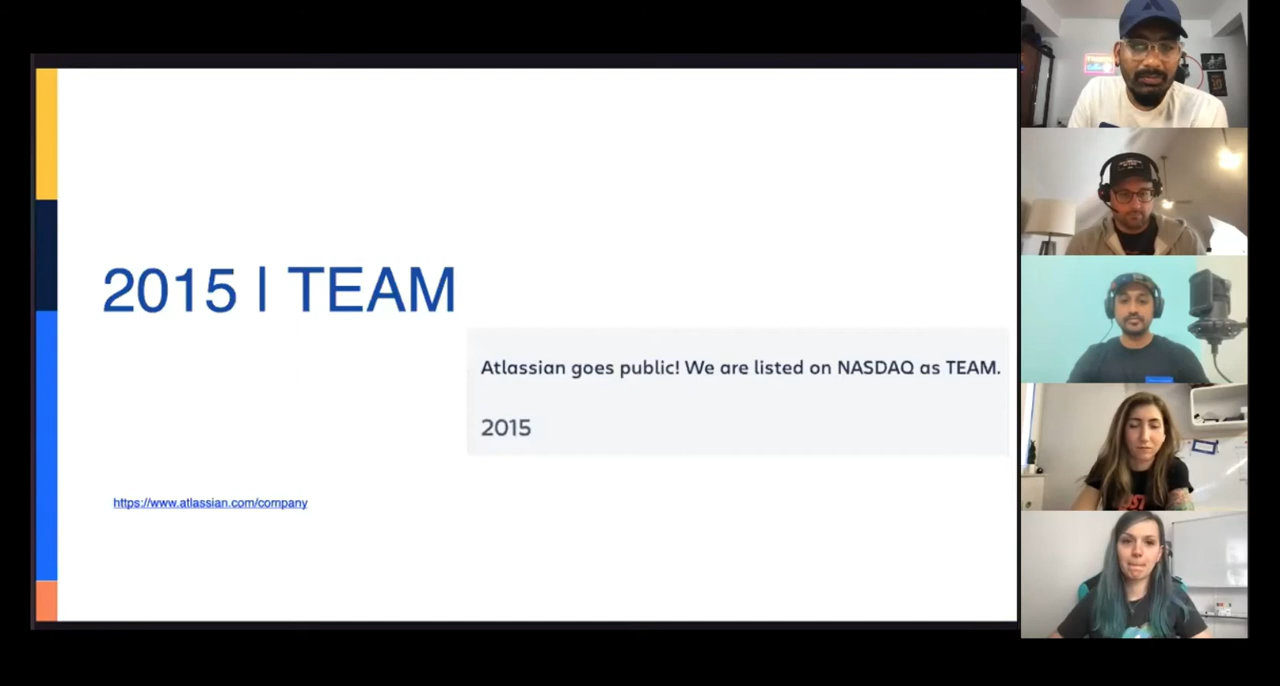 2015 | TEAM
Atlassian goes public! We are listed on NASDAQ as TEAM.
2015
https://www.atlassian.com/company